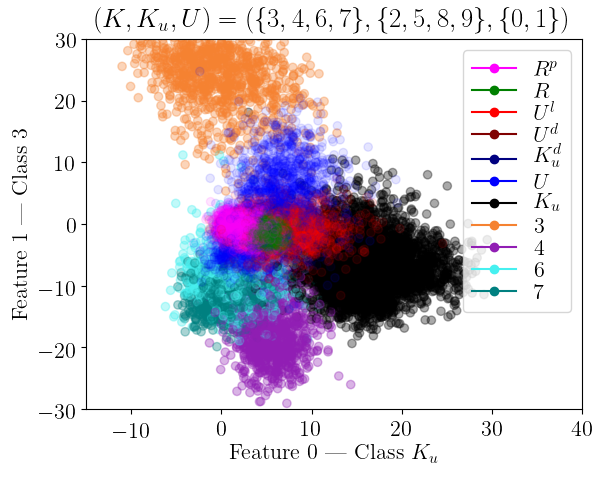 (K, K_u, U) = ({3, 4, 6, 7}, {2, 5, 8, 9}, {0, 1})
30
20
10
0
−10
−20
−30
Feature 1 — Class 3
R^p
R
U^l
U^d
K_u^d
U
K_u
3
4
6
7
−10
0
10
20
30
40
Feature 0 — Class K_u